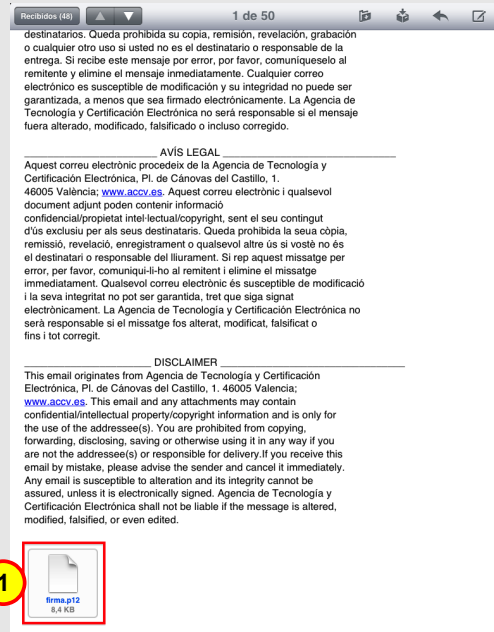 Recibidos (48)
1 de 50
destinatarios. Queda prohibida su copia, remisión, revelación, grabación
o cualquier otro uso si usted no es el destinatario o responsable de la
entrega. Si recibe este mensaje por error, por favor, comuníqueselo al
remitente y elimine el mensaje inmediatamente. Cualquier correo
electrónico es susceptible de modificación y su integridad no puede ser
garantizada, a menos que sea firmado electrónicamente. La Agencia de
Tecnología y Certificación Electrónica no será responsable si el mensaje
fuera alterado, modificado, falsificado o incluso corregido.
________________________ AVÍS LEGAL ________________________________
Aquest correu electrònic procedeix de la Agencia de Tecnología y
Certificación Electrónica, Pl. de Cánovas del Castillo, 1.
46005 València; www.accv.es. Aquest correu electrònic i qualsevol
document adjunt poden contenir informació
confidencial/propietat intel·lectual/copyright, sent el seu contingut
d'ús exclusiu per als seus destinataris. Queda prohibida la seua còpia,
remissió, revelació, enregistrament o qualsevol altre ús si vostè no és
el destinatari o responsable del lliurament. Si rep aquest missatge per
error, per favor, comuniqui-li-ho al remitent i elimine el missatge
immediatament. Qualsevol correu electrònic és susceptible de modificació
i la seva integritat no pot ser garantida, tret que siga signat
electrònicament. La Agencia de Tecnología y Certificación Electrónica no
serà responsable si el missatge fos alterat, modificat, falsificat o
fins i tot corregit.
_______________________ DISCLAIMER __________________________________
This email originates from Agencia de Tecnología y Certificación
Electrónica, Pl. de Cánovas del Castillo, 1. 46005 Valencia;
www.accv.es. This email and any attachments may contain
confidential/intellectual property/copyright information and is only for
the use of the addressee(s). You are prohibited from copying,
forwarding, disclosing, saving or otherwise using it in any way if you
are not the addressee(s) or responsible for delivery.If you receive this
email by mistake, please advise the sender and cancel it immediately.
Any email is susceptible to alteration and its integrity cannot be
assured, unless it is electronically signed. Agencia de Tecnología y
Certificación Electrónica shall not be liable if the message is altered,
modified, falsified, or even edited.
1
firma.p12
8,4 KB